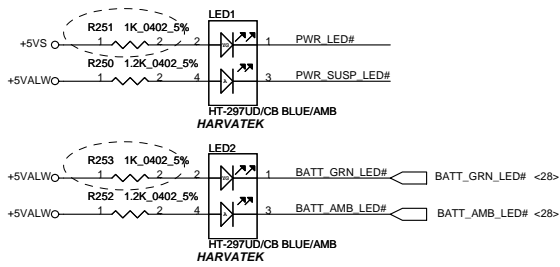 LED1
R251 1K_0402_5%
+5VS 1 2 2 1 PWR_LED#
R250 1.2K_0402_5%
+5VALW 1 2 4 A 3 PWR_SUSP_LED#
HT-297UD/CB BLUE/AMB
HARVATEK
LED2
R253 1K_0402_5%
+5VALW 1 2 2 1 BATT_GRN_LED# BATT_GRN_LED# <28>
R252 1.2K_0402_5%
+5VALW 1 2 4 A 3 BATT_AMB_LED# BATT_AMB_LED# <28>
HT-297UD/CB BLUE/AMB
HARVATEK